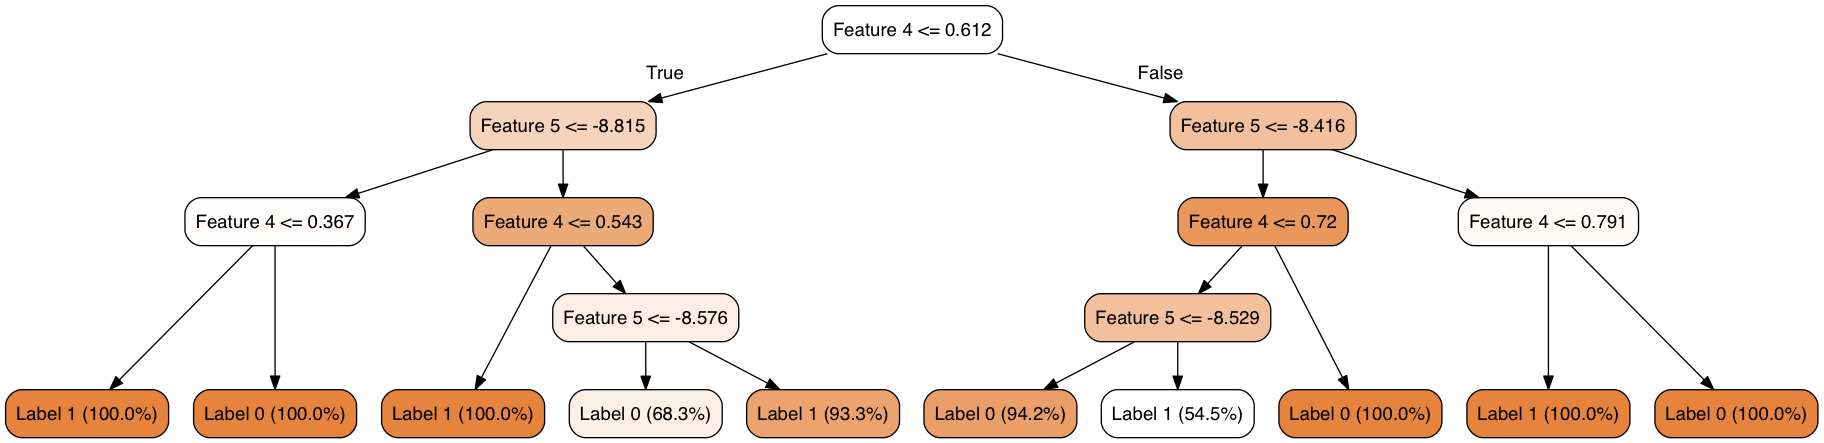 Feature 4 <= 0.612
True
False
Feature 5 <= -8.815
Feature 5 <= -8.416
Feature 4 <= 0.367
Feature 4 <= 0.543
Feature 4 <= 0.72
Feature 4 <= 0.791
Feature 5 <= -8.576
Feature 5 <= -8.529
Label 1 (100.0%)
Label 0 (100.0%)
Label 1 (100.0%)
Label 0 (68.3%)
Label 1 (93.3%)
Label 0 (94.2%)
Label 1 (54.5%)
Label 0 (100.0%)
Label 1 (100.0%)
Label 0 (100.0%)